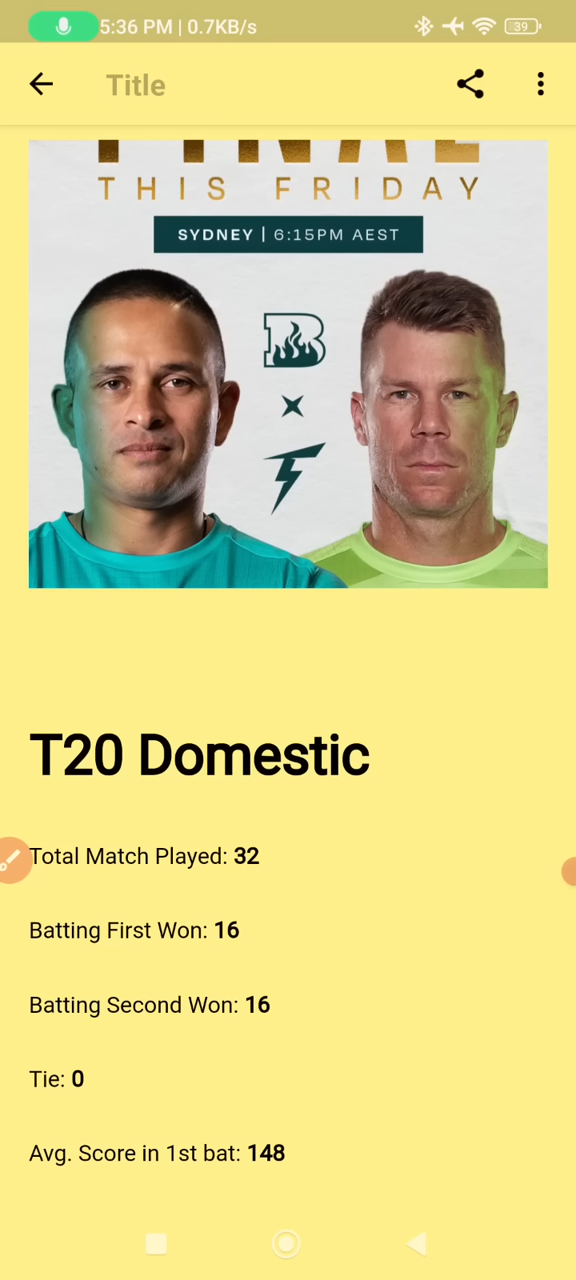 5:36 PM | 0.7KB/s
39
Title
FINAL
THIS FRIDAY
SYDNEY | 6:15PM AEST
B
T20 Domestic
Total Match Played: 32
Batting First Won: 16
Batting Second Won: 16
Tie: 0
Avg. Score in 1st bat: 148